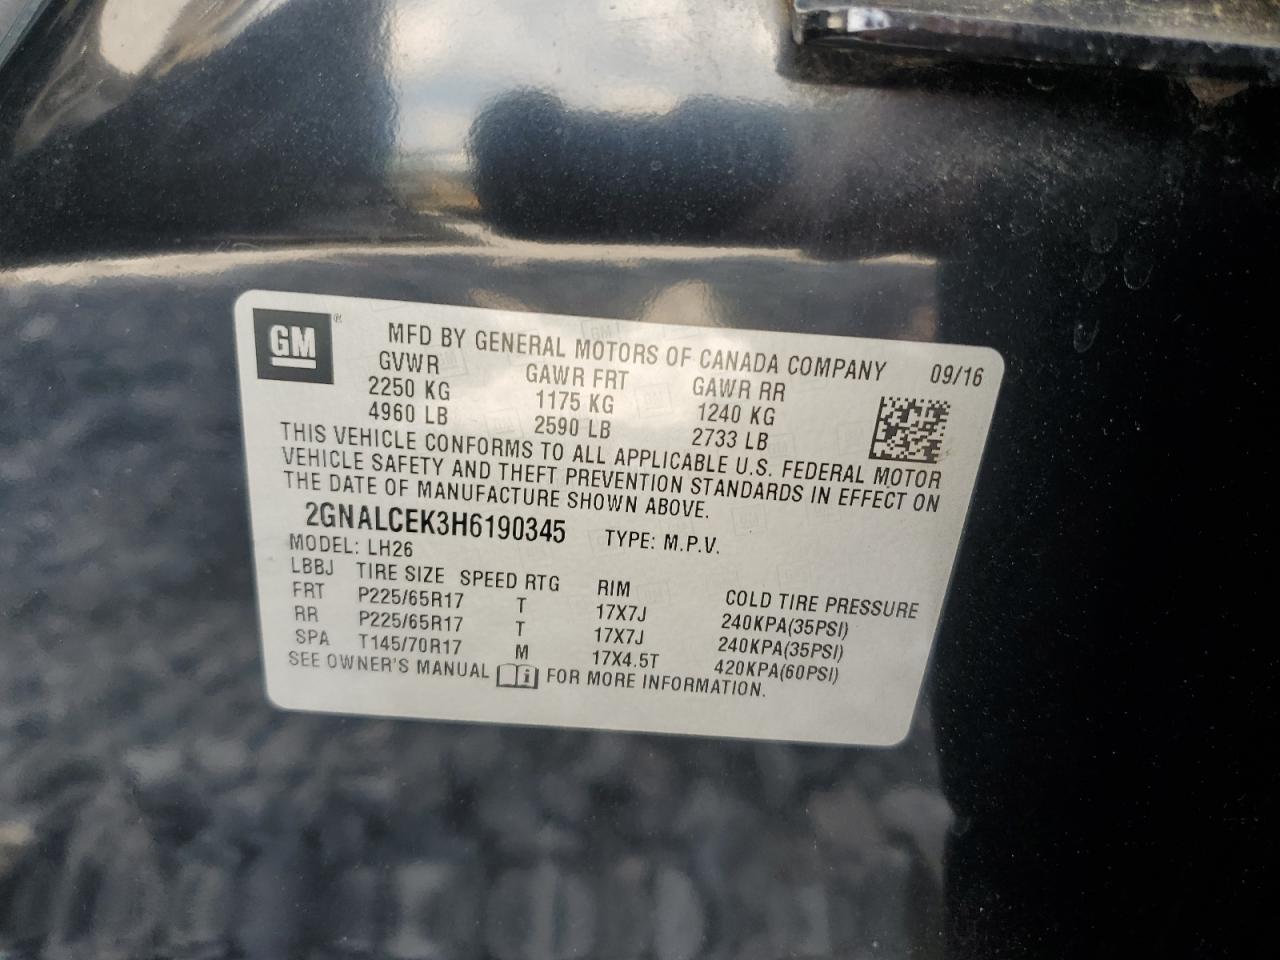 GM ®
MFD BY GENERAL MOTORS OF CANADA COMPANY 09/16
GVWR GAWR FRT GAWR RR
2250 KG 1175 KG 1240 KG
4960 LB 2590 LB 2733 LB
THIS VEHICLE CONFORMS TO ALL APPLICABLE U.S. FEDERAL MOTOR
VEHICLE SAFETY AND THEFT PREVENTION STANDARDS IN EFFECT ON
THE DATE OF MANUFACTURE SHOWN ABOVE.
2GNALCEK3H6190345 TYPE: M.P.V.
MODEL: LH26
LBBJ TIRE SIZE SPEED RTG RIM COLD TIRE PRESSURE
FRT P225/65R17 T 17X7J 240KPA(35PSI)
RR P225/65R17 T 17X7J 240KPA(35PSI)
SPA T145/70R17 M 17X4.5T 420KPA(60PSI)
SEE OWNER'S MANUAL i FOR MORE INFORMATION.